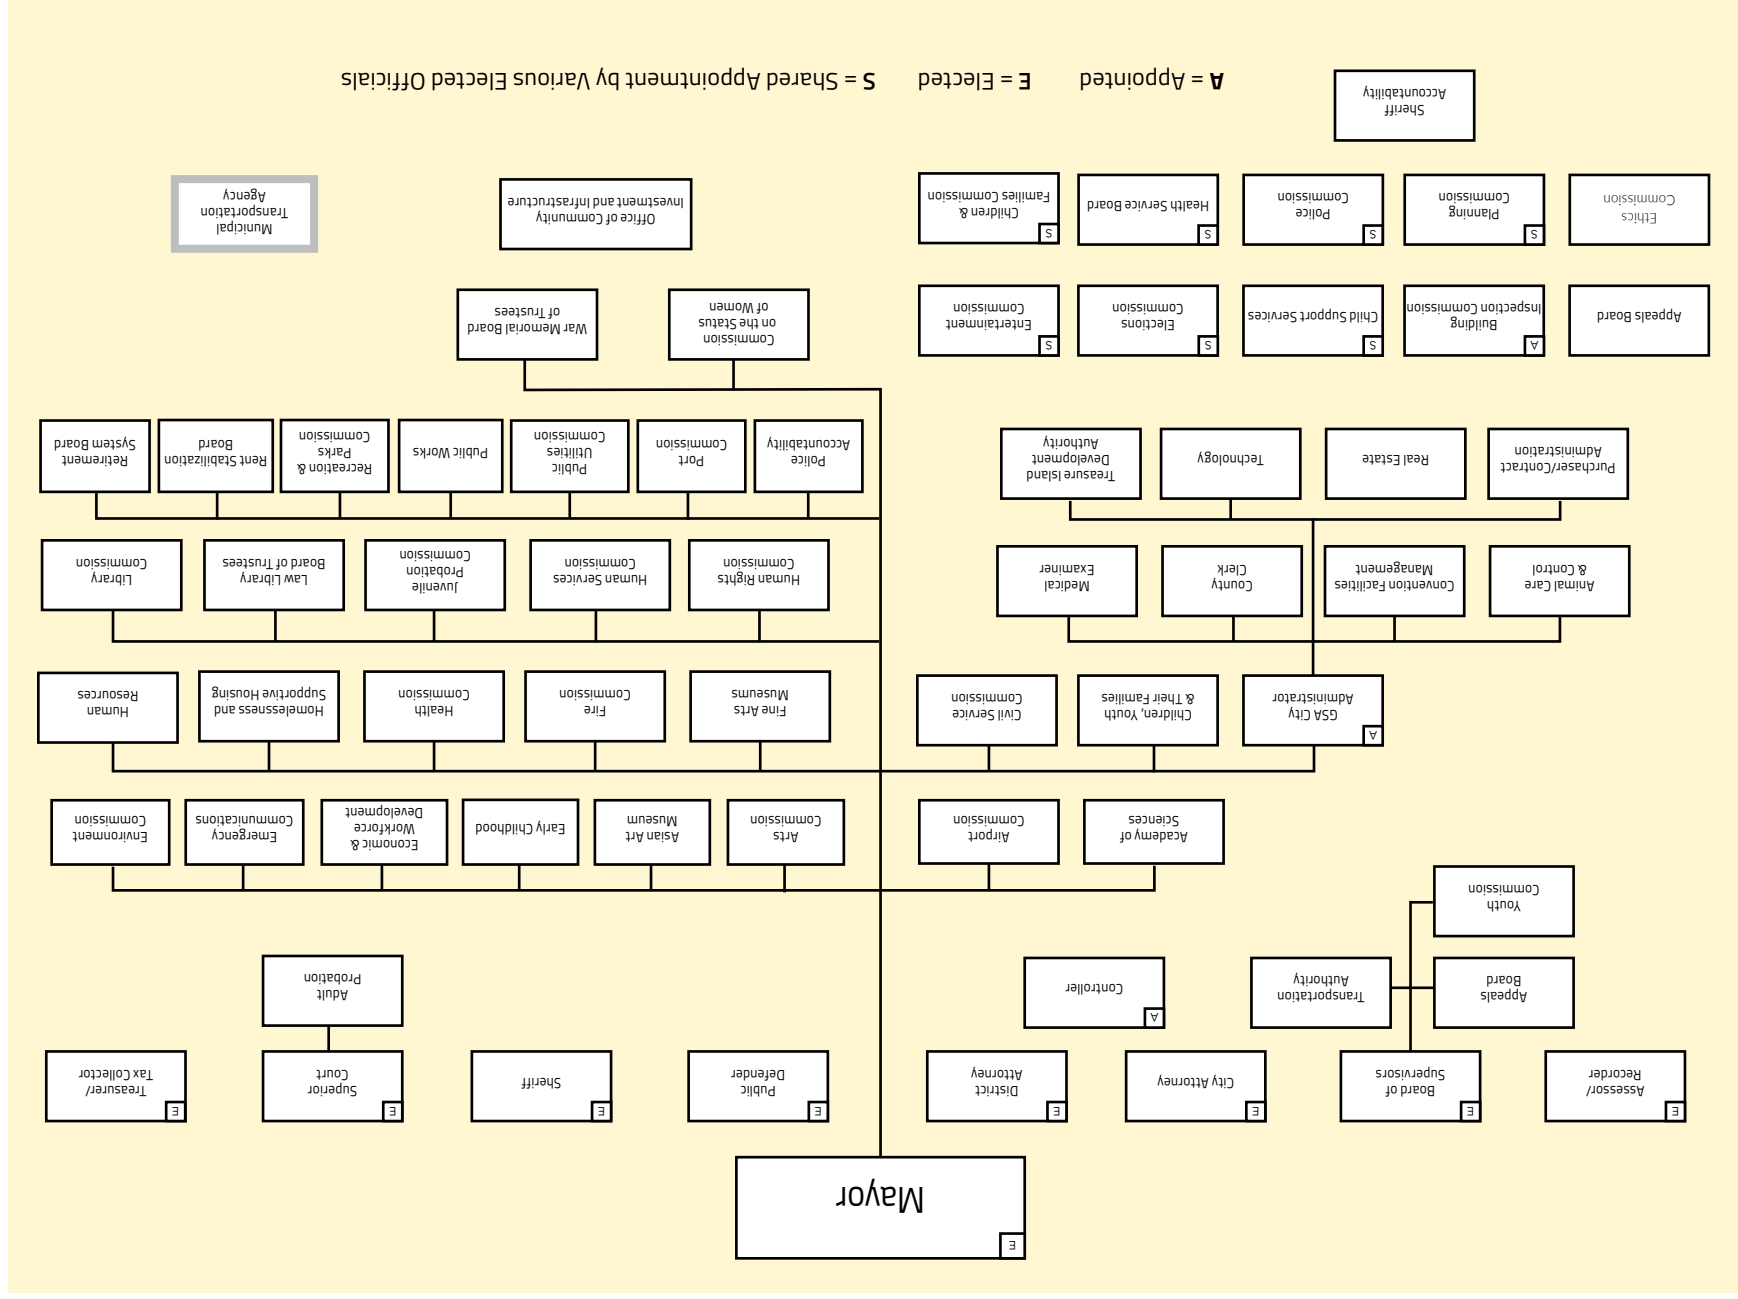 E
Mayor
E
Assessor/
Recorder
E
Board of
Supervisors
E
City Attorney
E
District
Attorney
E
Public
Defender
E
Sheriff
E
Superior
Court
E
Treasurer/
Tax Collector
Appeals
Board
Transportation
Authority
A
Controller
Adult
Probation
Youth
Commission
Academy of
Sciences
Airport
Commission
Arts
Commission
Asian Art
Museum
Early Childhood
Economic &
Workforce
Development
Emergency
Communications
Environment
Commission
A
GSA City
Administrator
Children, Youth
& Their Families
Civil Service
Commission
Fine Arts
Museums
Fire
Commission
Health
Commission
Homelessness and
Supportive Housing
Human
Resources
Animal Care
& Control
Convention Facilities
Management
County
Clerk
Medical
Examiner
Human Rights
Commission
Human Services
Commission
Juvenile
Probation
Commission
Law Library
Board of Trustees
Library
Commission
Purchaser/Contract
Administration
Real Estate
Technology
Treasure Island
Development
Authority
Police
Accountability
Port
Commission
Public
Utilities
Commission
Public Works
Recreation &
Parks
Commission
Rent Stabilization
Board
Retirement
System Board
Appeals Board
A
Building
Inspection Commission
S
Child Support Services
S
Elections
Commission
S
Entertainment
Commission
Commission
on the Status
of Women
War Memorial Board
of Trustees
Ethics
Commission
S
Planning
Commission
S
Police
Commission
S
Health Service Board
S
Children &
Families Commission
Office of Community
Investment and Infrastructure
Municipal
Transportation
Agency
Sheriff
Accountability
A = Appointed E = Elected S = Shared Appointment by Various Elected Officials